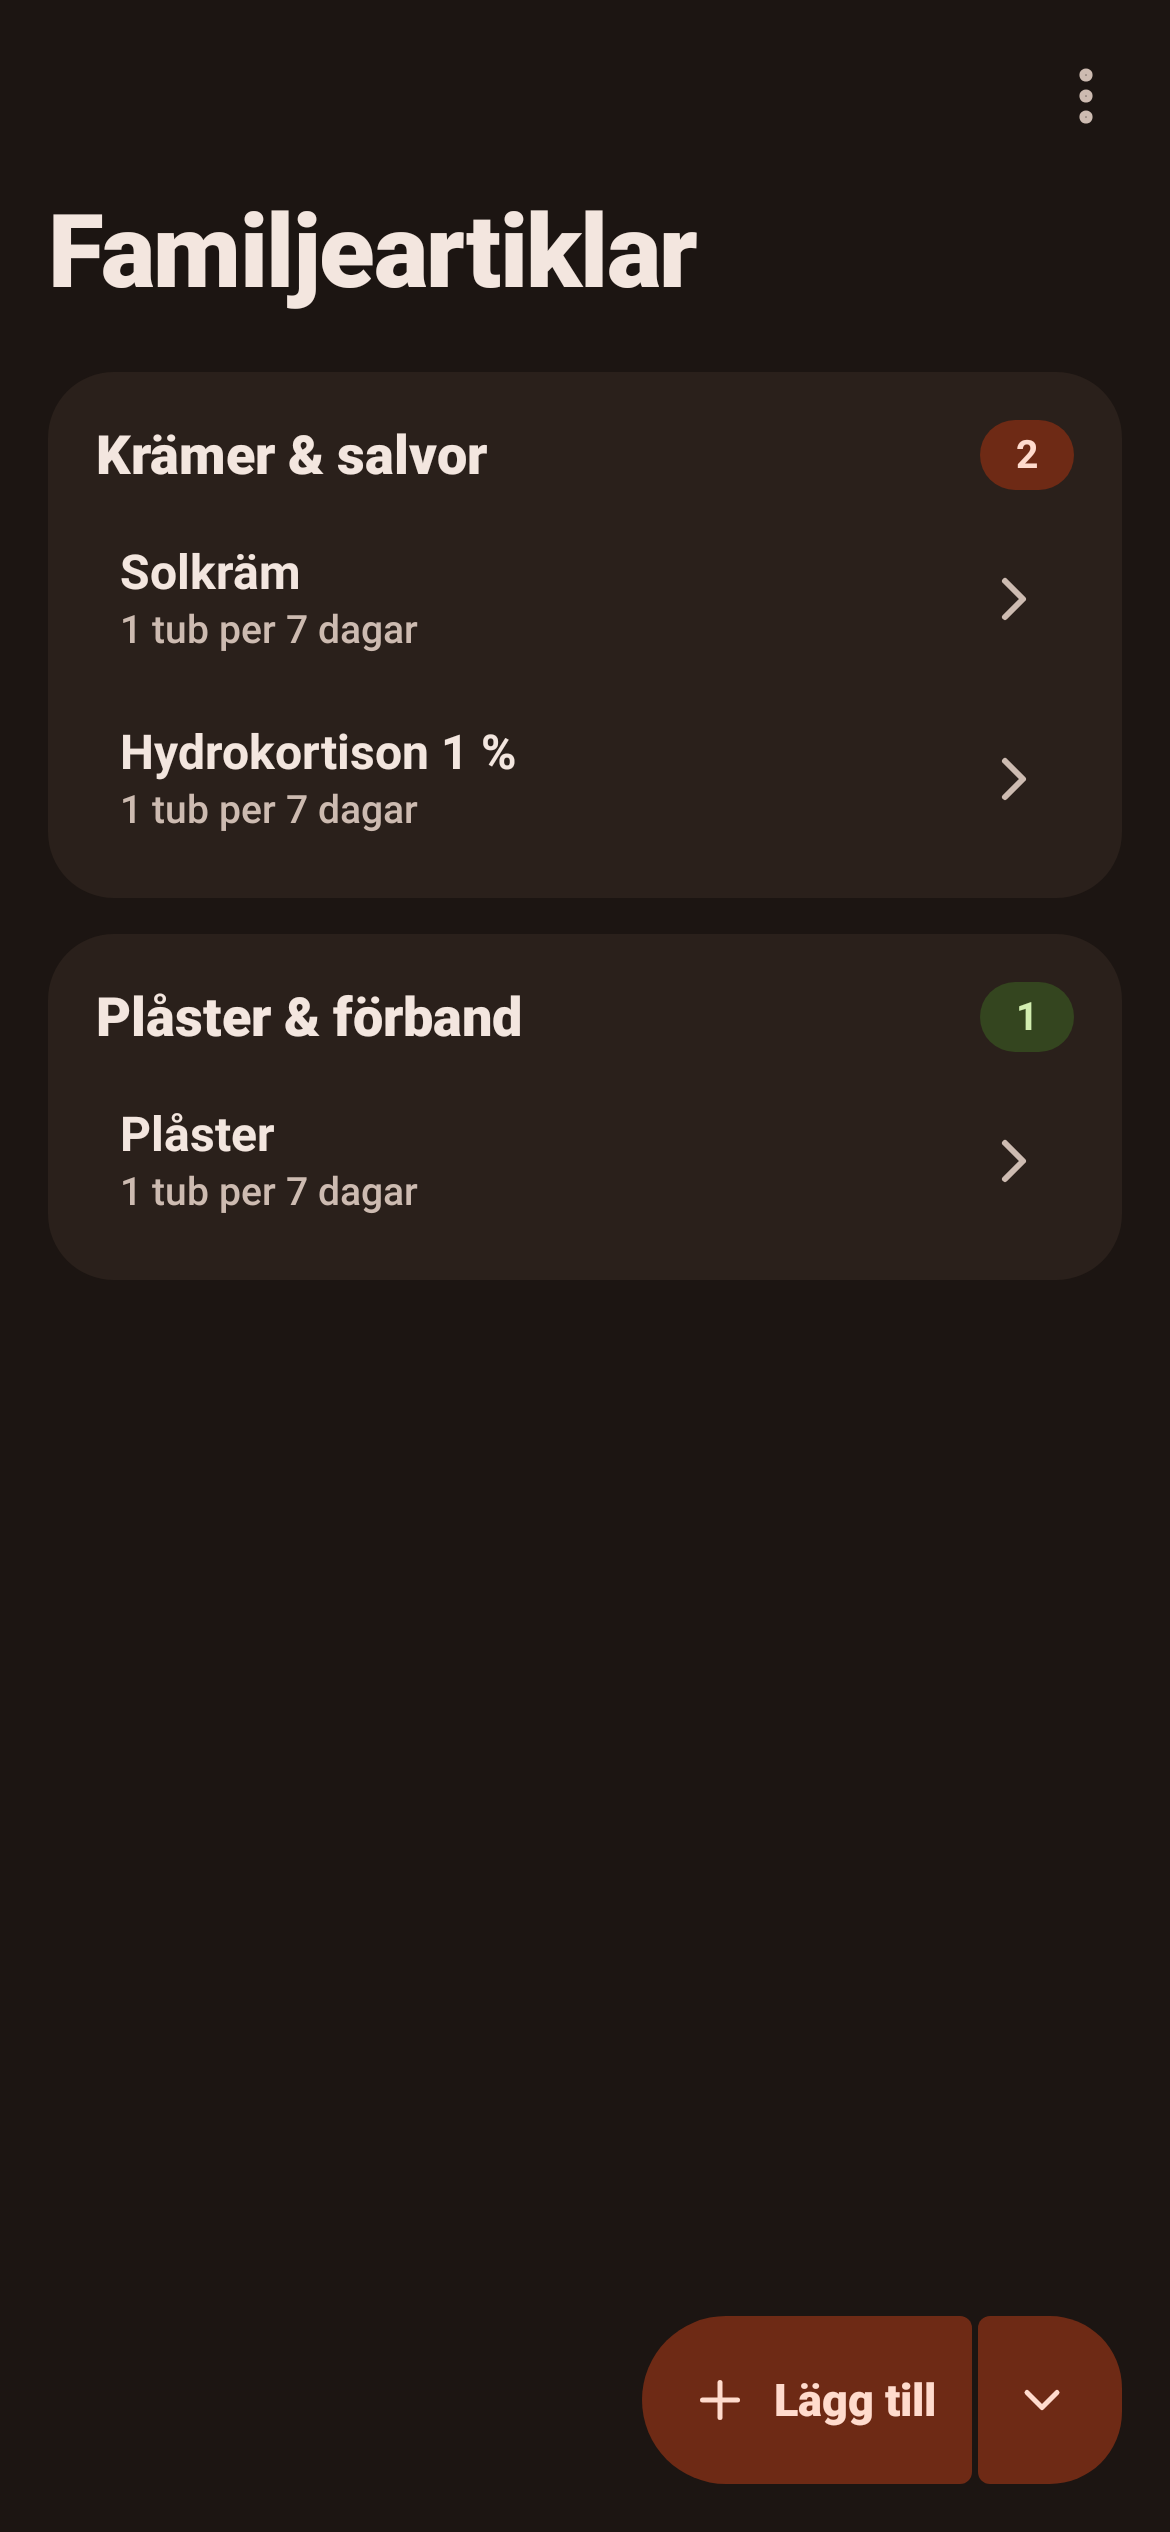 Familjeartiklar
Krämer & salvor
2
Solkräm
1 tub per 7 dagar
Hydrokortison 1 %
1 tub per 7 dagar
Plåster & förband
1
Plåster
1 tub per 7 dagar
Lägg till